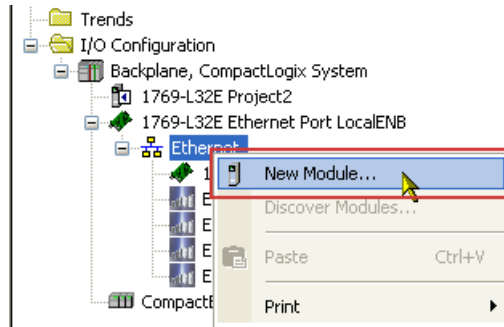 Trends
I/O Configuration
Backplane, CompactLogix System
1769-L32E Project2
1769-L32E Ethernet Port LocalENB
Ethernet
New Module...
Discover Modules...
Paste Ctrl+V
Print